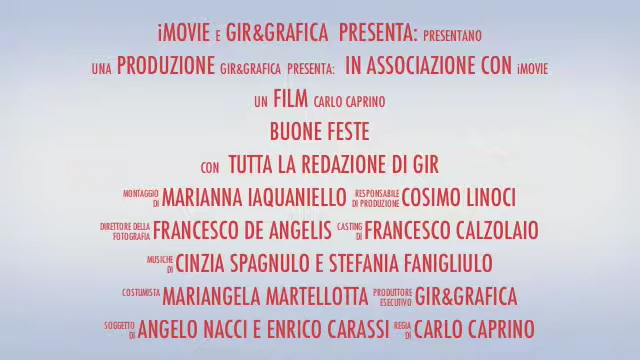 iMOVIE E GIR&GRAFICA PRESENTA: PRESENTANO
UNA PRODUZIONE GIR&GRAFICA PRESENTA: IN ASSOCIAZIONE CON iMOVIE
UN FILM CARLO CAPRINO
BUONE FESTE
CON TUTTA LA REDAZIONE DI GIR
MONTAGGIO DI MARIANNA IAQUANIELLO RESPONSABILE DI PRODUZIONE COSIMO LINOCI
DIRETTORE DELLA FOTOGRAFIA FRANCESCO DE ANGELIS CASTING DI FRANCESCO CALZOLAIO
MUSICHE DI CINZIA SPAGNULO E STEFANIA FANIGLIULO
COSTUMISTA MARIANGELA MARTELLOTTA PRODUTTORE ESECUTIVO GIR&GRAFICA
SOGGETTO DI ANGELO NACCI E ENRICO CARASSI REGIA DI CARLO CAPRINO